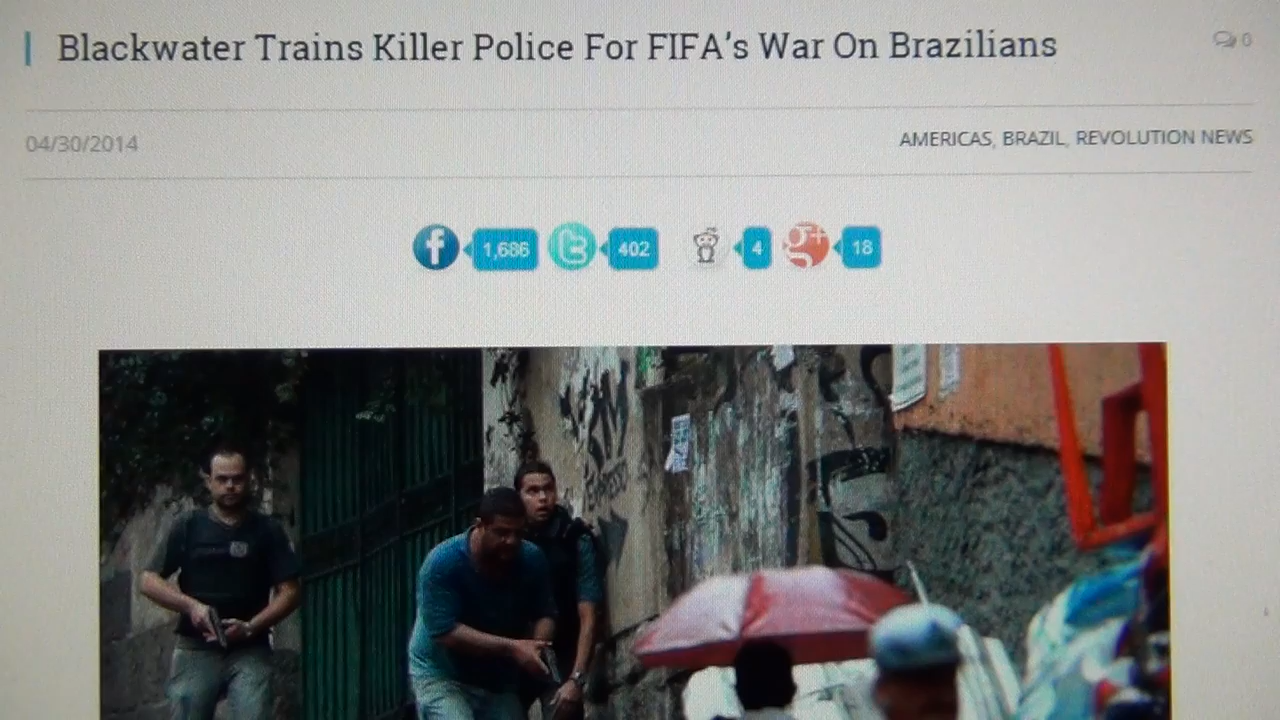 Blackwater Trains Killer Police For FIFA's War On Brazilians
0
04/30/2014
AMERICAS, BRAZIL, REVOLUTION NEWS
1,686
402
4
g+
18